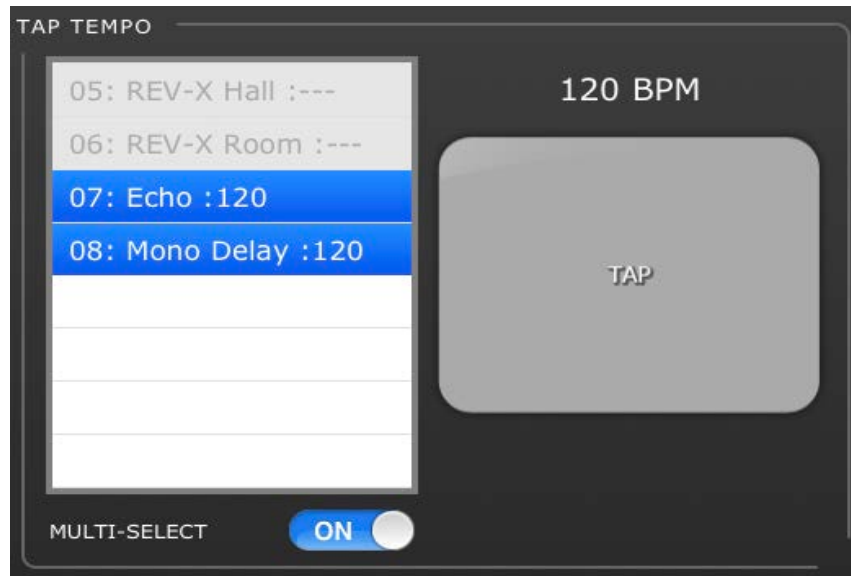 TAP TEMPO
05: REV-X Hall :---
06: REV-X Room :---
07: Echo :120
08: Mono Delay :120
120 BPM
TAP
MULTI-SELECT
ON